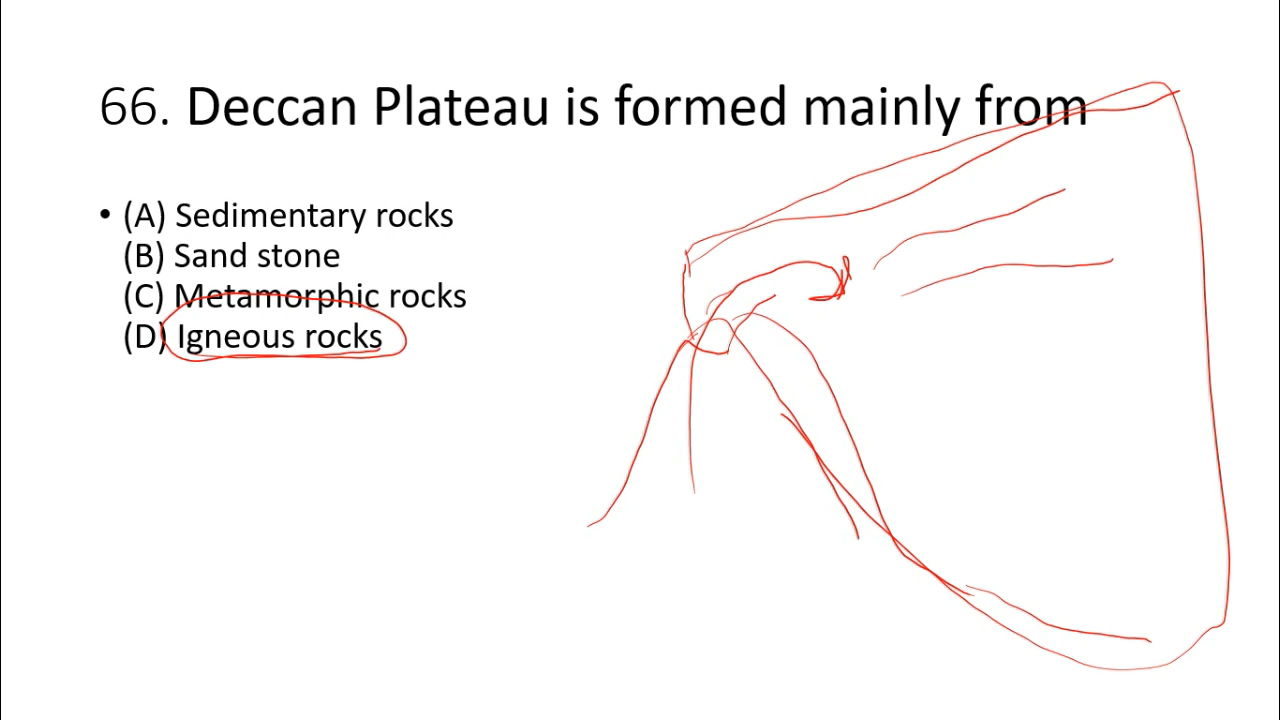 66. Deccan Plateau is formed mainly from
• (A) Sedimentary rocks
(B) Sand stone
(C) Metamorphic rocks
(D) Igneous rocks